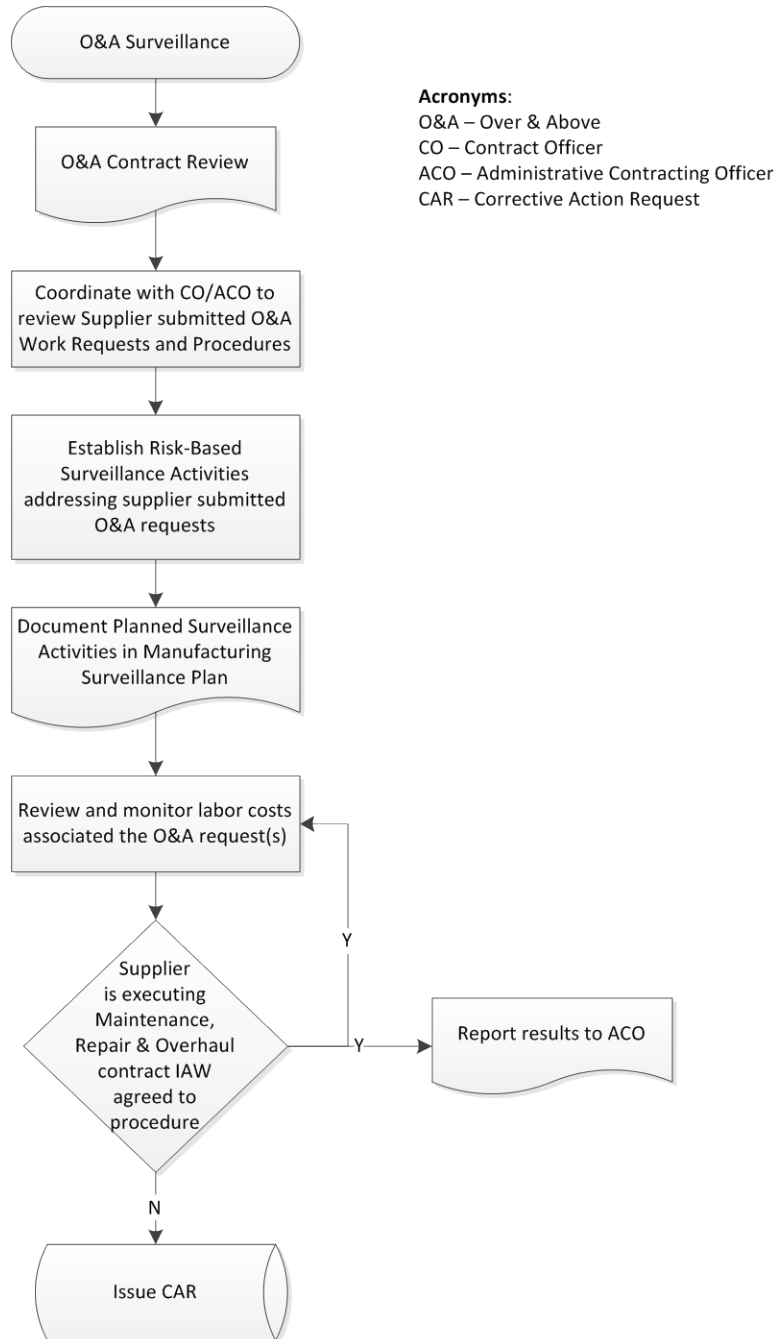 O&A Surveillance
Acronyms:
O&A – Over & Above
CO – Contract Officer
ACO – Administrative Contracting Officer
CAR – Corrective Action Request
O&A Contract Review
Coordinate with CO/ACO to
review Supplier submitted O&A
Work Requests and Procedures
Establish Risk-Based
Surveillance Activities
addressing supplier submitted
O&A requests
Document Planned Surveillance
Activities in Manufacturing
Surveillance Plan
Review and monitor labor costs
associated the O&A request(s)
Y
Supplier
is executing
Maintenance,
Repair & Overhaul
contract IAW
agreed to
procedure
Y
Report results to ACO
N
Issue CAR